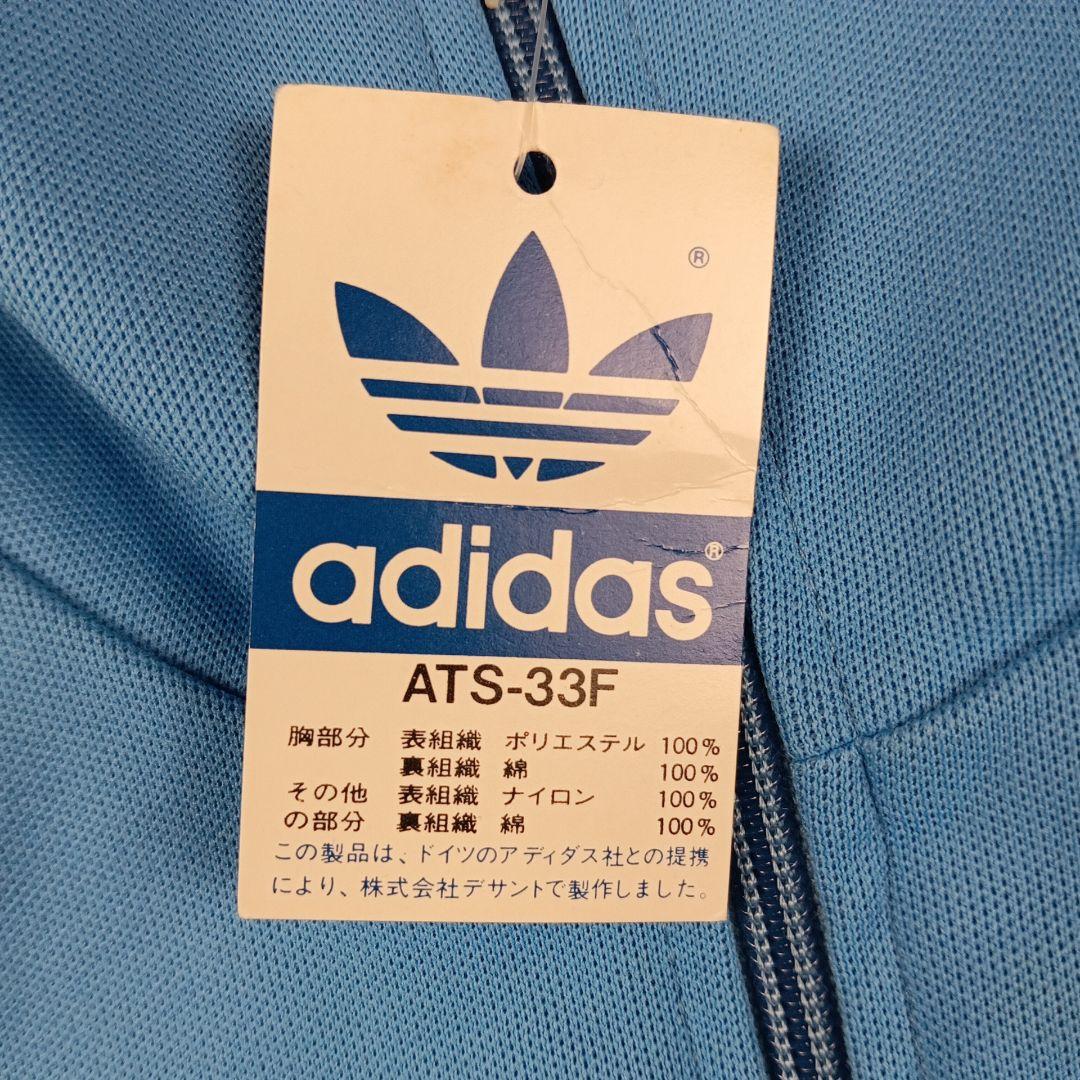 ®
adidas®
ATS-33F
胸部分 表組織 ポリエステル 100%
裏組織 綿 100%
その他 表組織 ナイロン 100%
の部分 裏組織 綿 100%
この製品は、ドイツのアディダス社との提携
により、株式会社デサントで製作しました。